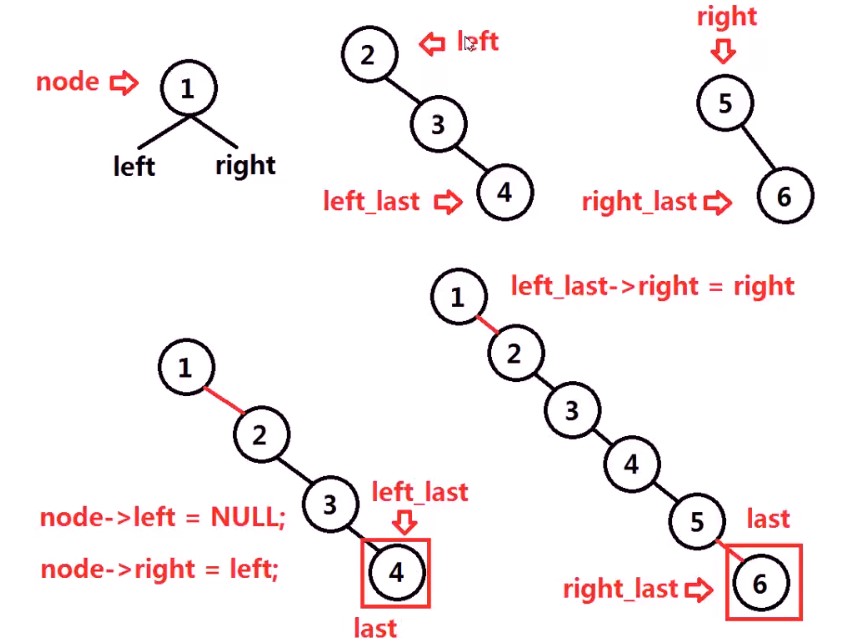 node
1
left
right
2
left
3
left_last
4
right
5
right_last
6
1
2
3
left_last
4
last
node->left = NULL;
node->right = left;
left_last->right = right
1
2
3
4
5
last
right_last
6